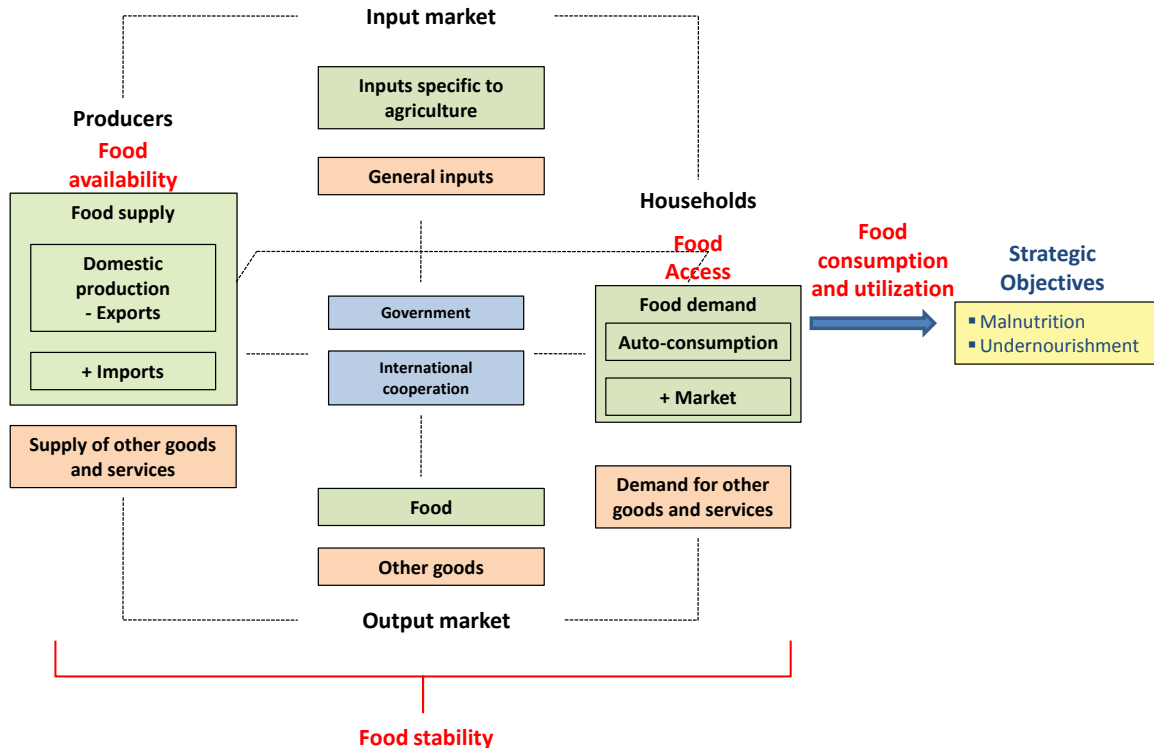 Input market
Inputs specific to
agriculture
General inputs
Producers
Food
availability
Food supply
Domestic
production
- Exports
+ Imports
Supply of other goods
and services
Government
International
cooperation
Food
Other goods
Output market
Households
Food
Access
Food demand
Auto-consumption
+ Market
Demand for other
goods and services
Food
consumption
and utilization
Strategic
Objectives
▪ Malnutrition
▪ Undernourishment
Food stability